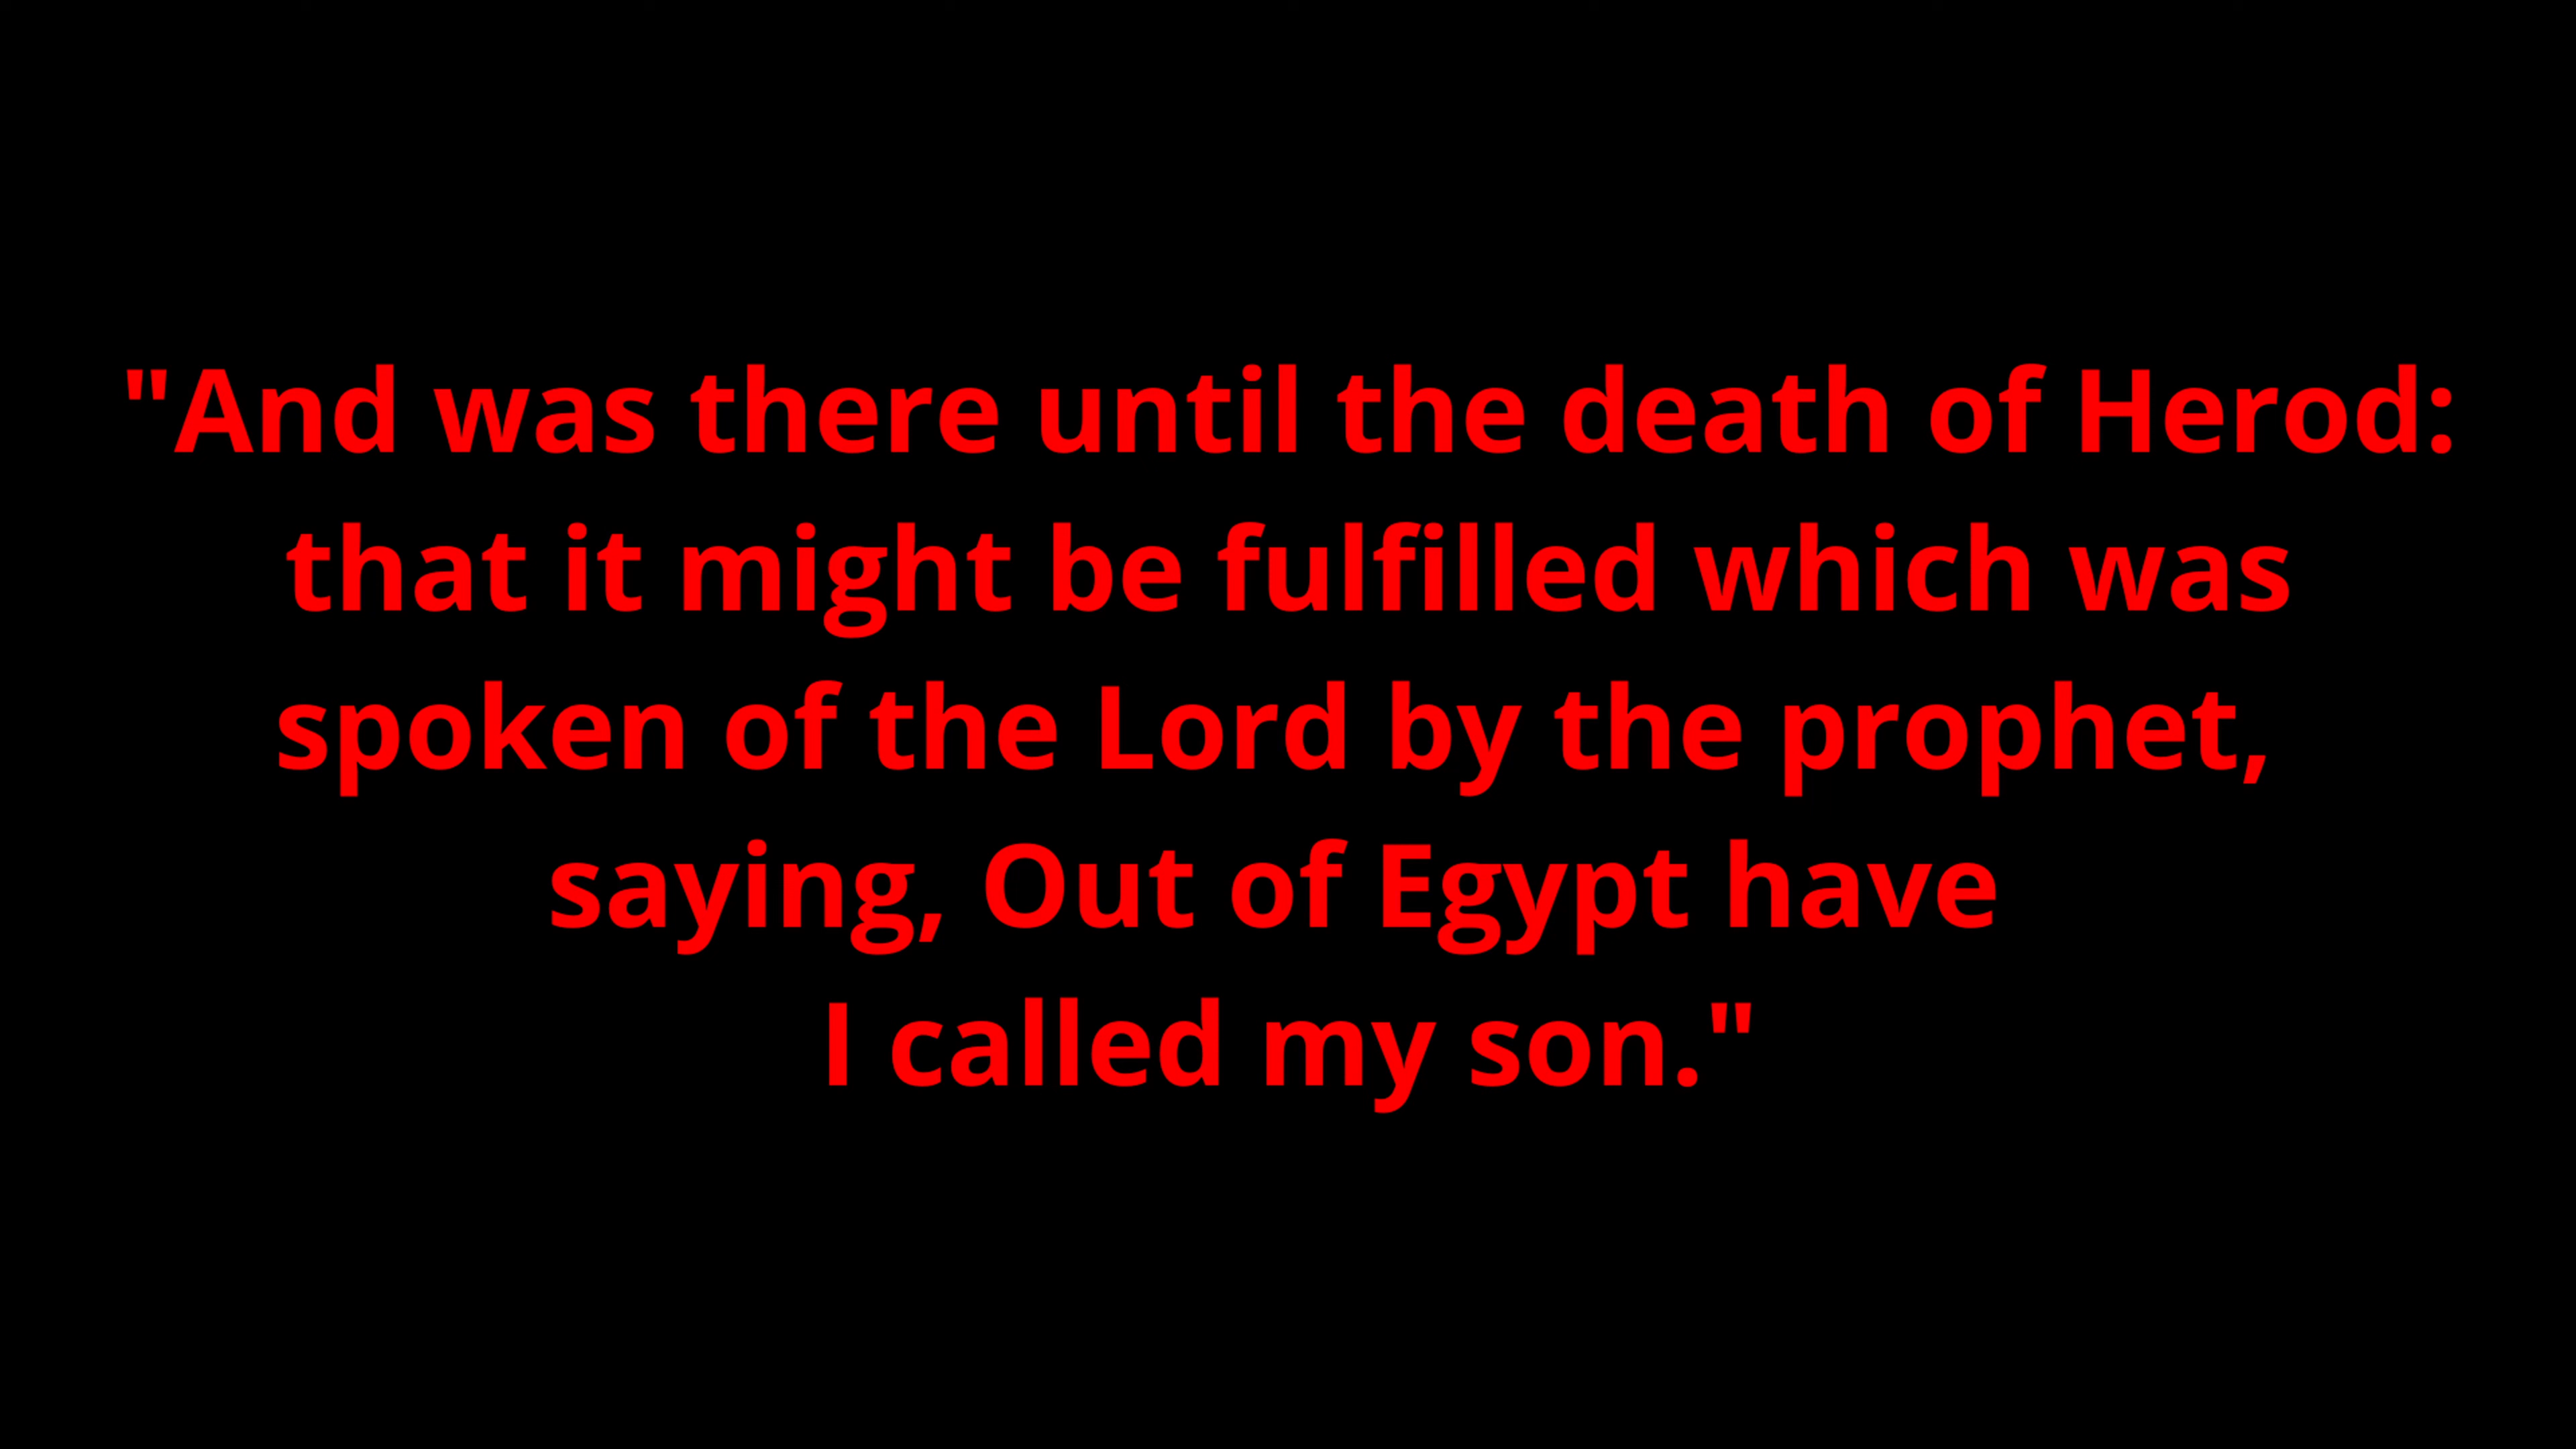 "And was there until the death of Herod:
that it might be fulfilled which was
spoken of the Lord by the prophet,
saying, Out of Egypt have
I called my son."